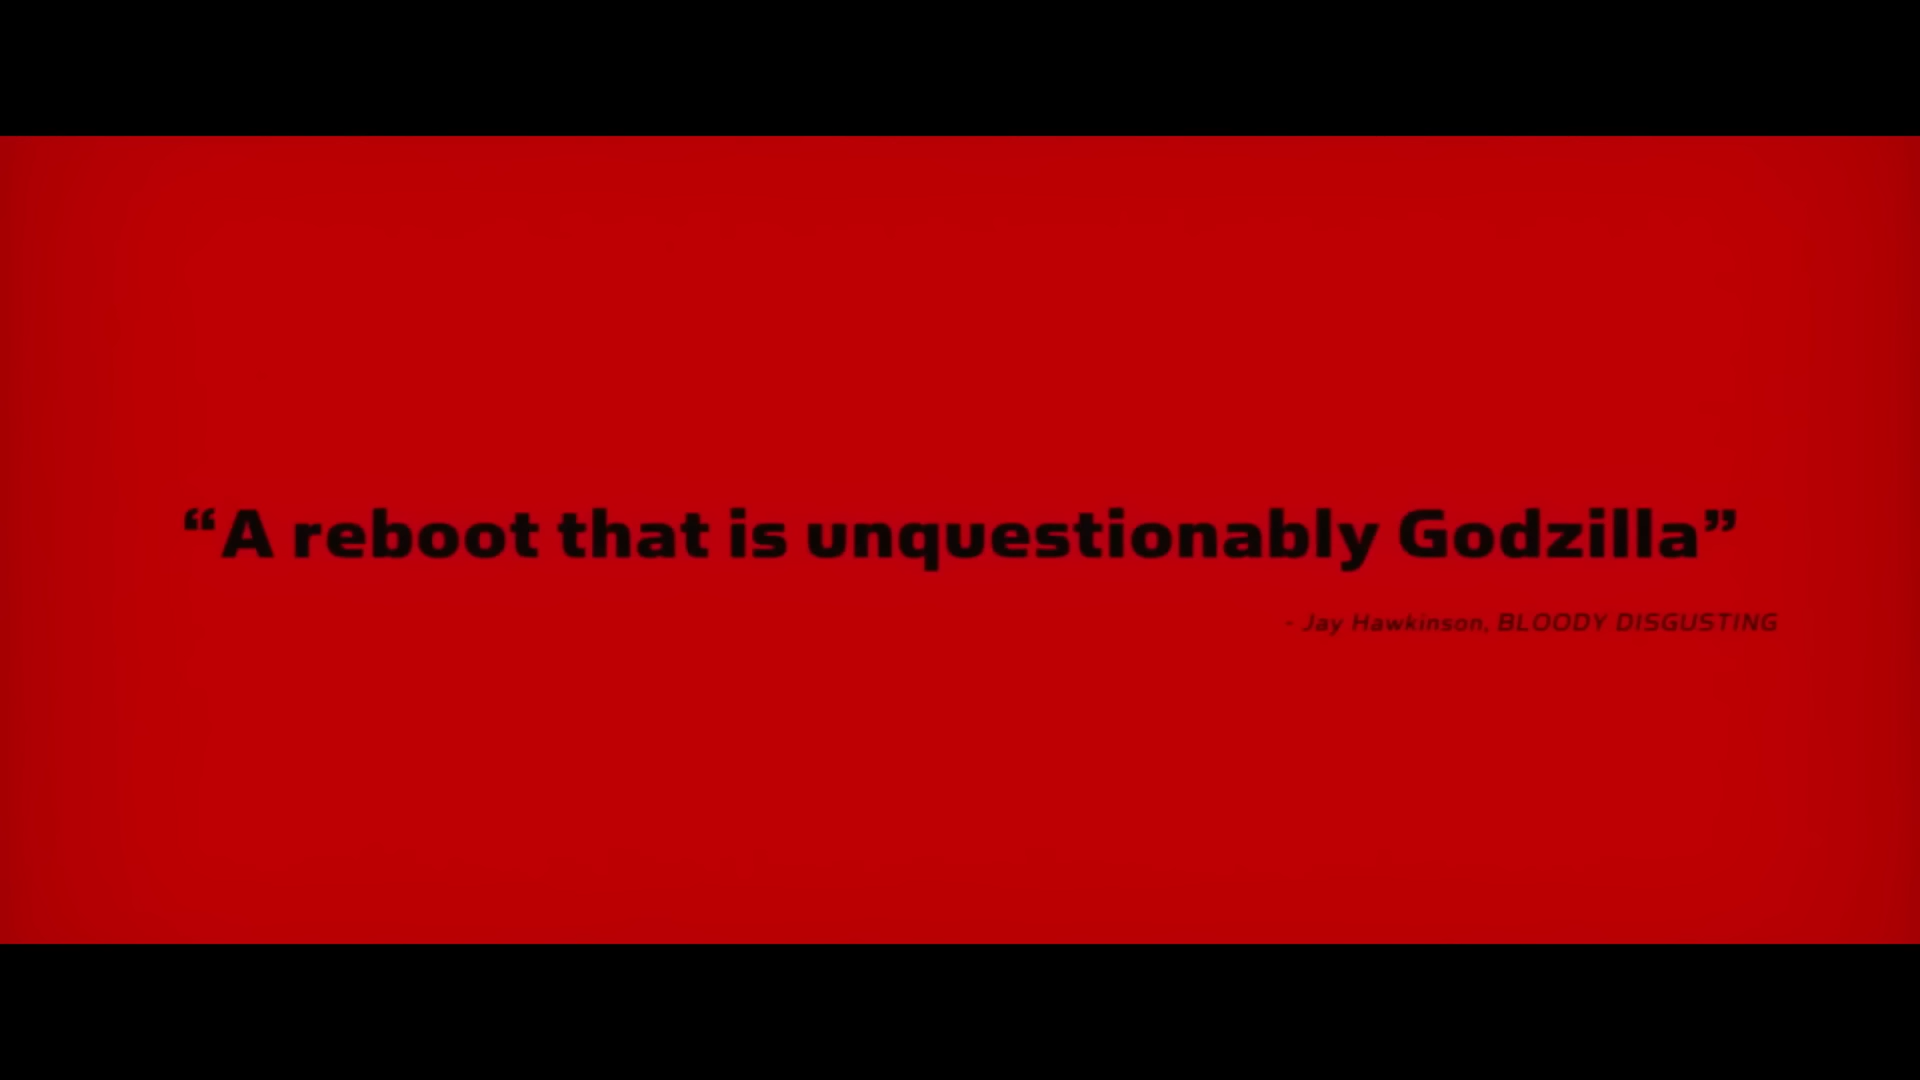 “A reboot that is unquestionably Godzilla”
- Jay Hawkinson, BLOODY DISGUSTING